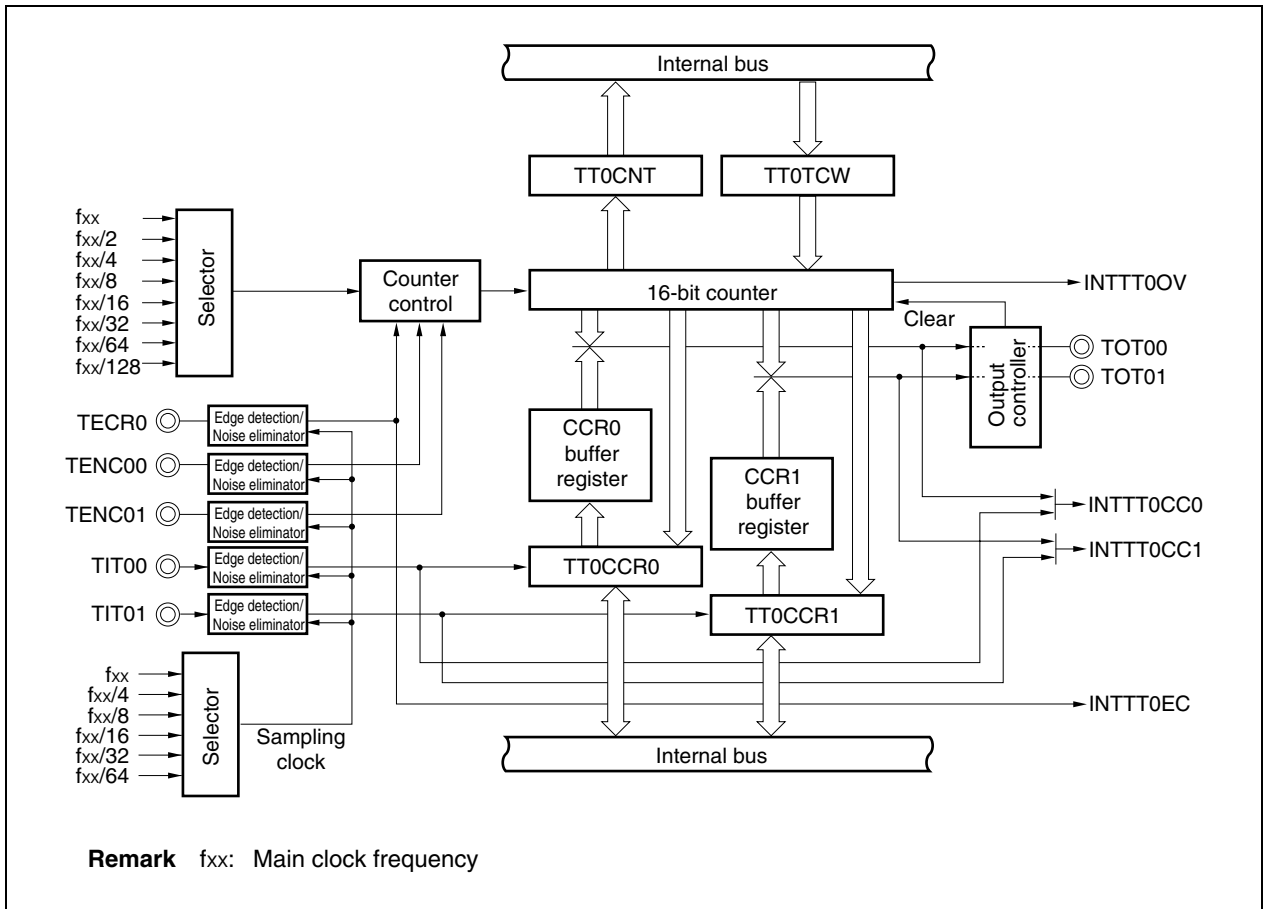 Internal bus
TT0CNT
TT0TCW
fxx
fxx/2
fxx/4
fxx/8
fxx/16
fxx/32
fxx/64
fxx/128
Selector
Counter
control
16-bit counter
INTTT0OV
Clear
Output
controller
TOT00
TOT01
TECR0
Edge detection/
Noise eliminator
TENC00
Edge detection/
Noise eliminator
TENC01
Edge detection/
Noise eliminator
TIT00
Edge detection/
Noise eliminator
TIT01
Edge detection/
Noise eliminator
CCR0
buffer
register
CCR1
buffer
register
INTTT0CC0
INTTT0CC1
TT0CCR0
TT0CCR1
fxx
fxx/4
fxx/8
fxx/16
fxx/32
fxx/64
Selector
Sampling
clock
INTTT0EC
Internal bus
Remark fxx: Main clock frequency